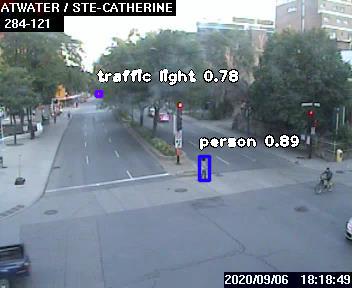 ATWATER / STE-CATHERINE
284-121
traffic light 0.78
person 0.89
2020/09/06 18:18:49